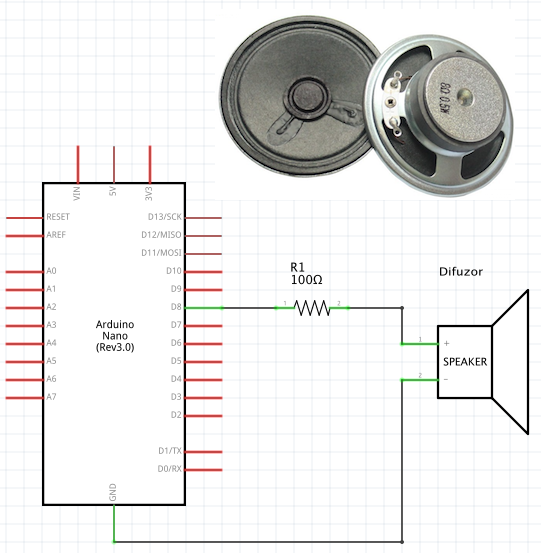 8Ω 0.5W
VIN
5V
3V3
RESET
AREF
A0
A1
A2
A3
A4
A5
A6
A7
D13/SCK
D12/MISO
D11/MOSI
D10
D9
D8
D7
D6
D5
D4
D3
D2
D1/TX
D0/RX
GND
Arduino
Nano
(Rev3.0)
R1
100Ω
1
2
Difuzor
1
+
SPEAKER
2
−